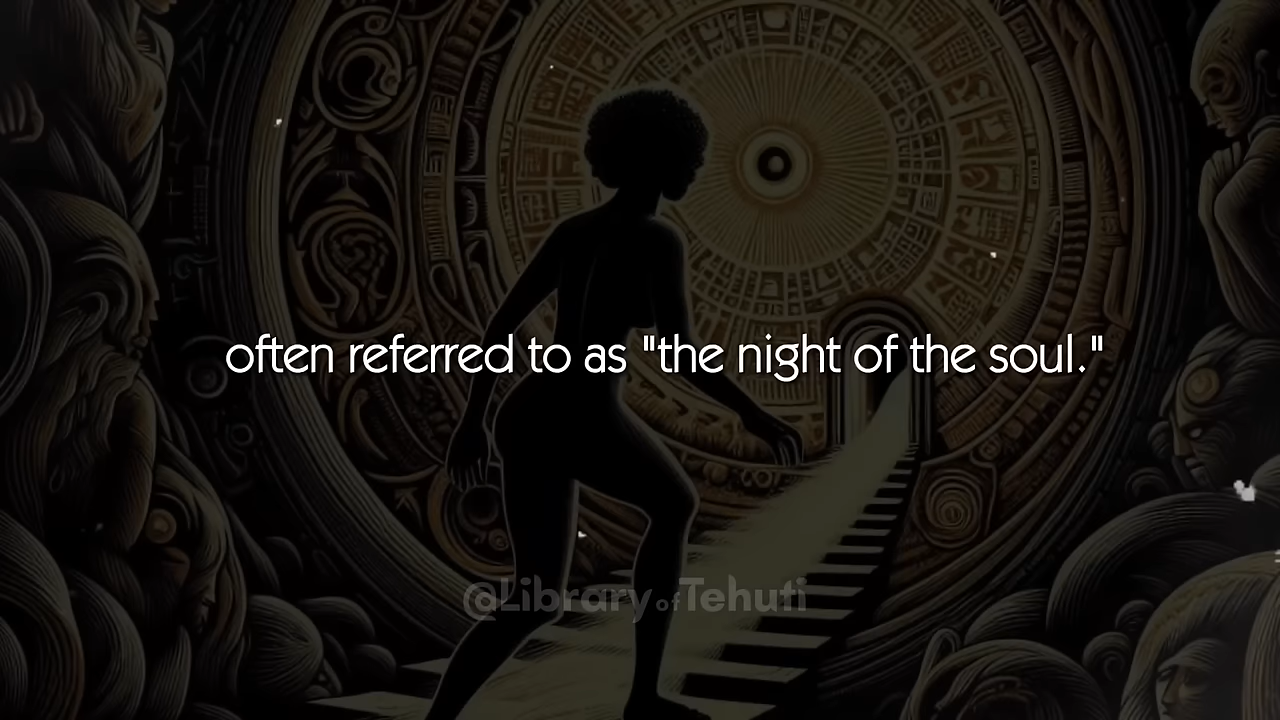 often referred to as "the night of the soul."
@LibraryofTehuti